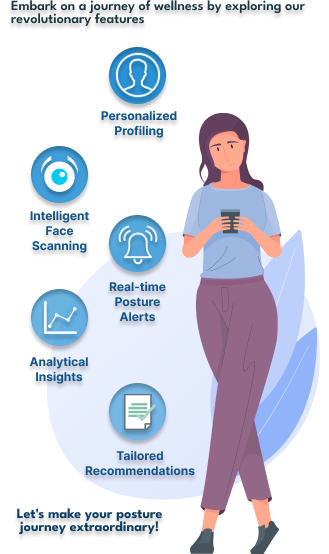 Embark on a journey of wellness by exploring our
revolutionary features
Personalized
Profiling
Intelligent
Face
Scanning
Real-time
Posture
Alerts
Analytical
Insights
Tailored
Recommendations
Let's make your posture
journey extraordinary!